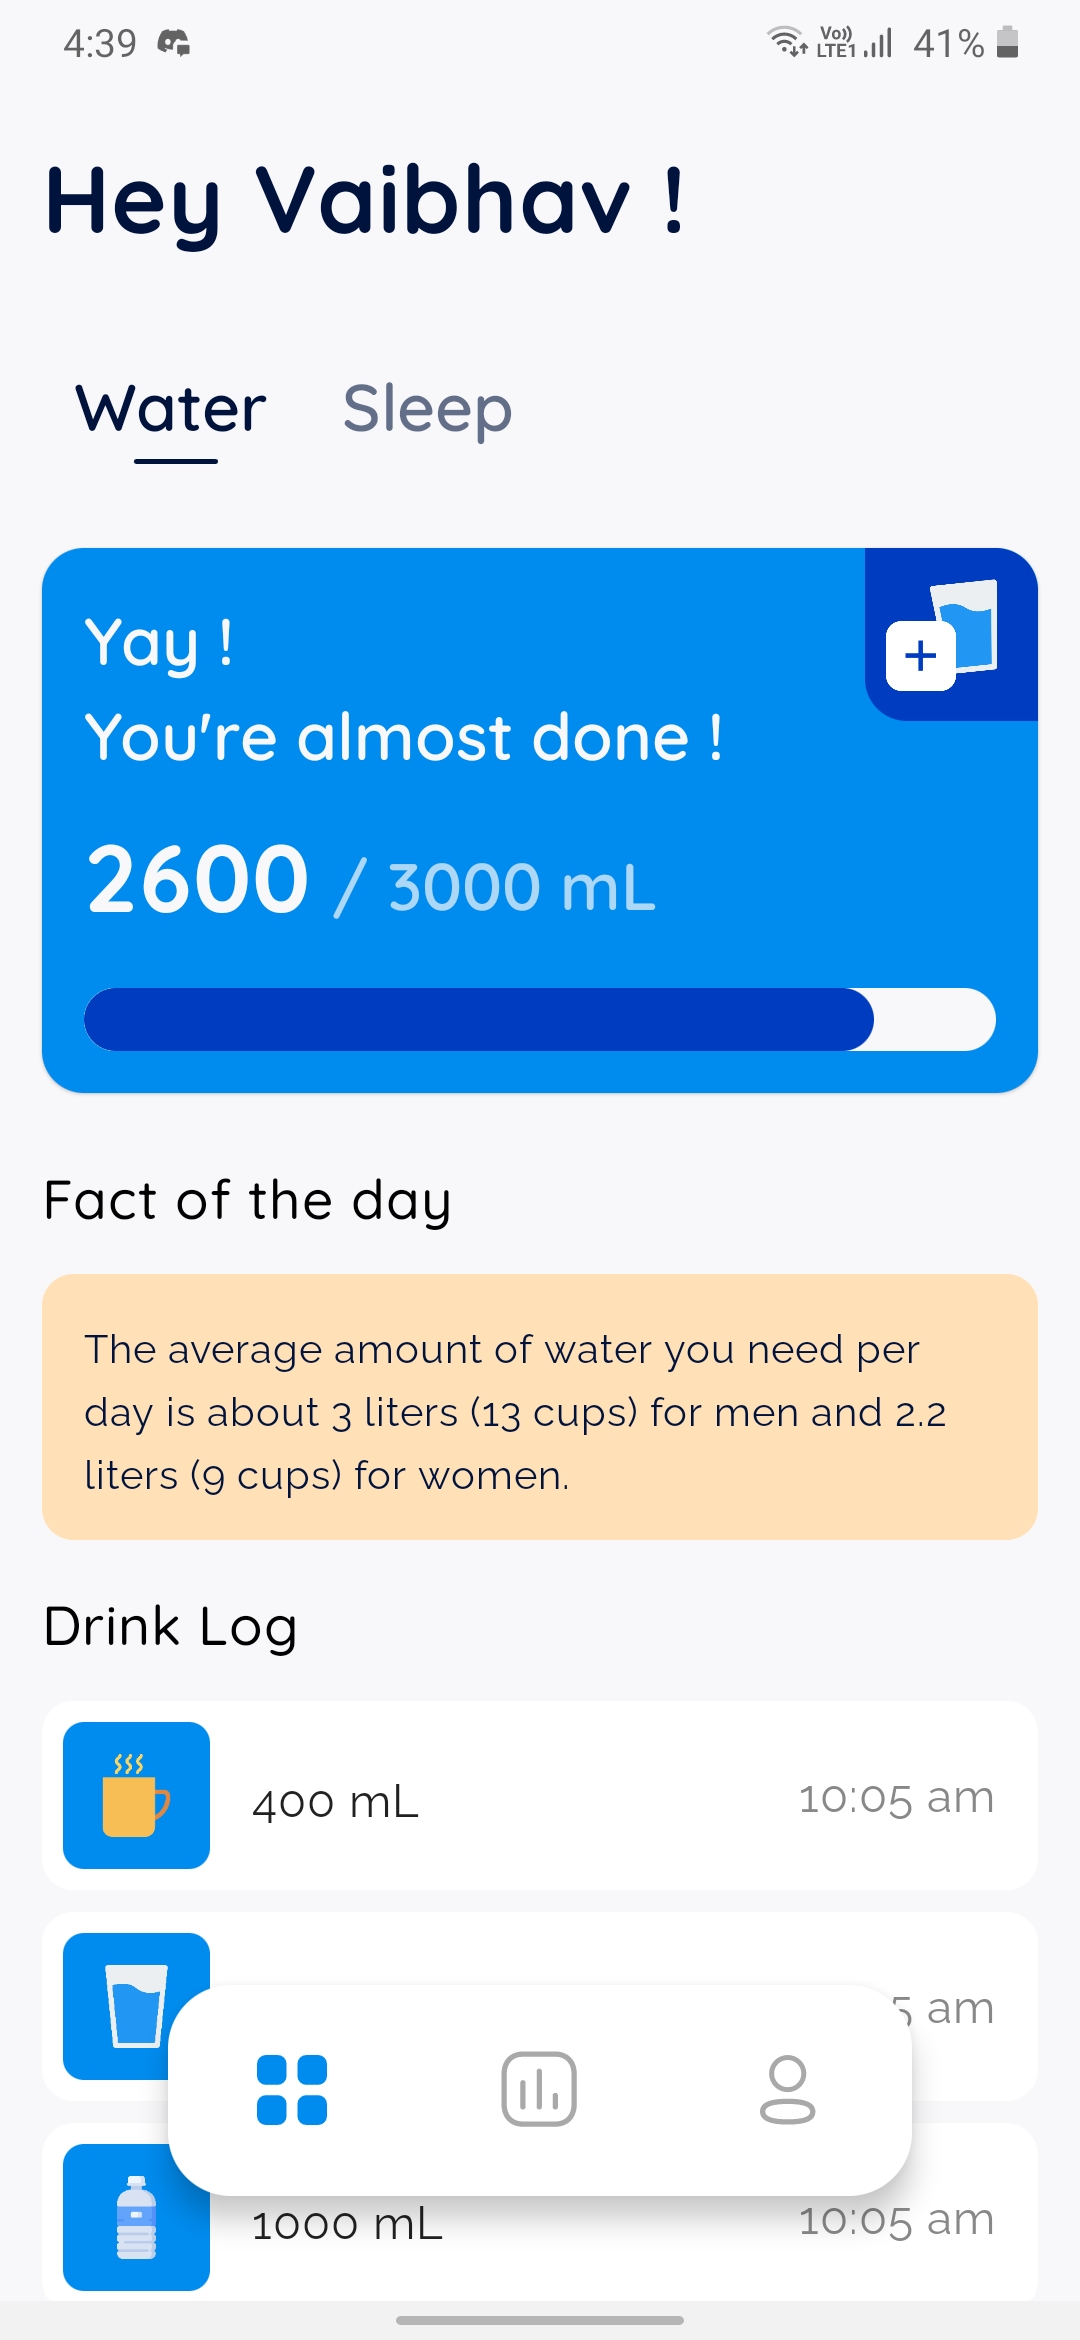 4:39
Vo)) LTE1 41%
Hey Vaibhav !
Water Sleep
Yay !
You're almost done !
2600 / 3000 mL
Fact of the day
The average amount of water you need per
day is about 3 liters (13 cups) for men and 2.2
liters (9 cups) for women.
Drink Log
400 mL 10:05 am
am
1000 mL 10:05 am